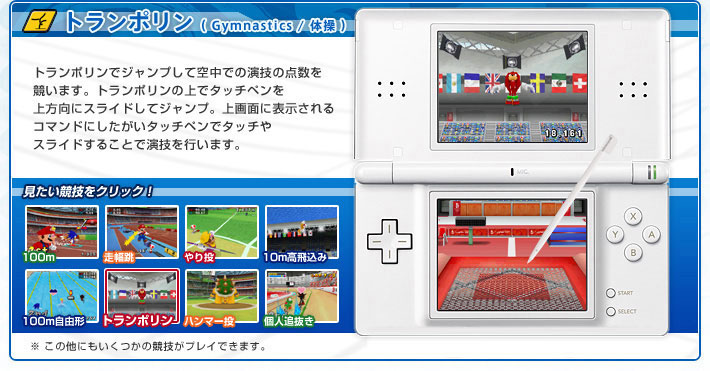 トランポリン ( Gymnastics / 体操 )
トランポリンでジャンプして空中での演技の点数を
競います。トランポリンの上でタッチペンを
上方向にスライドしてジャンプ。上画面に表示される
コマンドにしたがいタッチペンでタッチや
スライドすることで演技を行います。
18.161
MIC.
X
Y
A
B
START
SELECT
見たい競技をクリック！
100m
走幅跳
やり投
10m高飛込み
100m自由形
トランポリン
ハンマー投
個人追抜き
※ この他にもいくつかの競技がプレイできます。